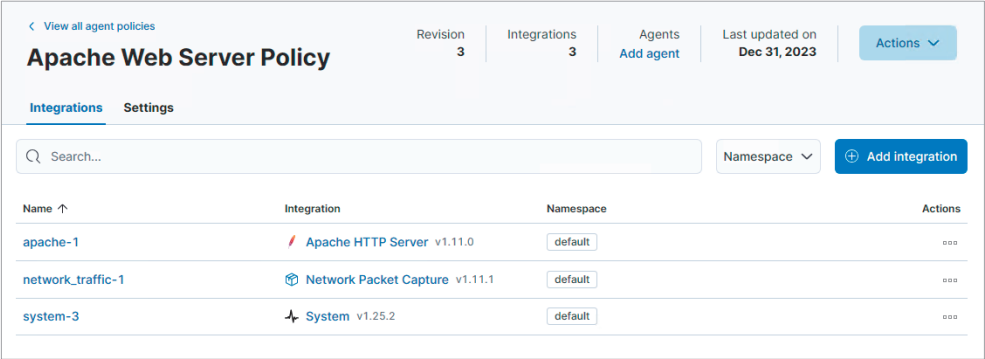 View all agent policies
Apache Web Server Policy
Revision
3
Integrations
3
Agents
Add agent
Last updated on
Dec 31, 2023
Actions
Integrations Settings
Search...
Namespace
Add integration
Name Integration Namespace Actions
apache-1 Apache HTTP Server v1.11.0 default
network_traffic-1 Network Packet Capture v1.11.1 default
system-3 System v1.25.2 default